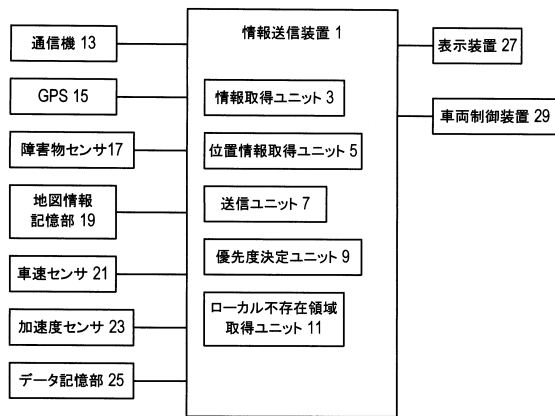 通信機 13
GPS 15
障害物センサ17
地図情報
記憶部 19
車速センサ 21
加速度センサ 23
データ記憶部 25
情報送信装置 1
情報取得ユニット 3
位置情報取得ユニット 5
送信ユニット 7
優先度決定ユニット 9
ローカル不存在領域
取得ユニット 11
表示装置 27
車両制御装置 29